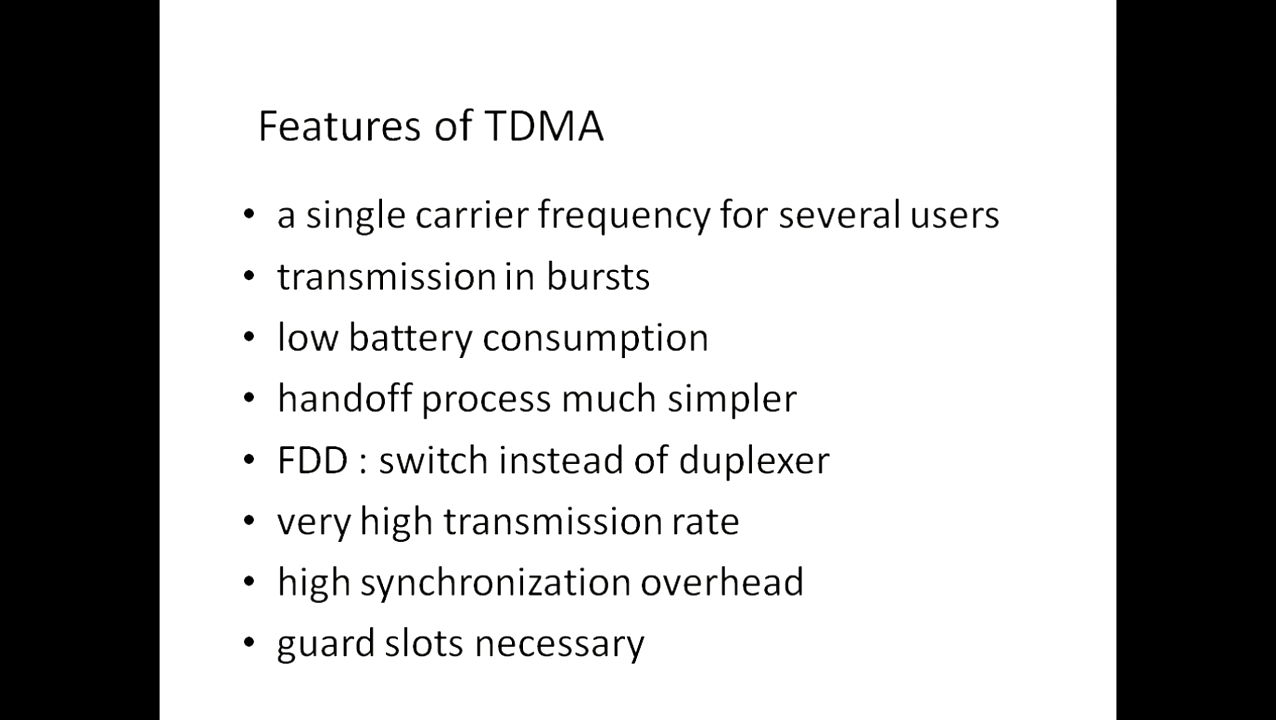 Features of TDMA
• a single carrier frequency for several users
• transmission in bursts
• low battery consumption
• handoff process much simpler
• FDD : switch instead of duplexer
• very high transmission rate
• high synchronization overhead
• guard slots necessary